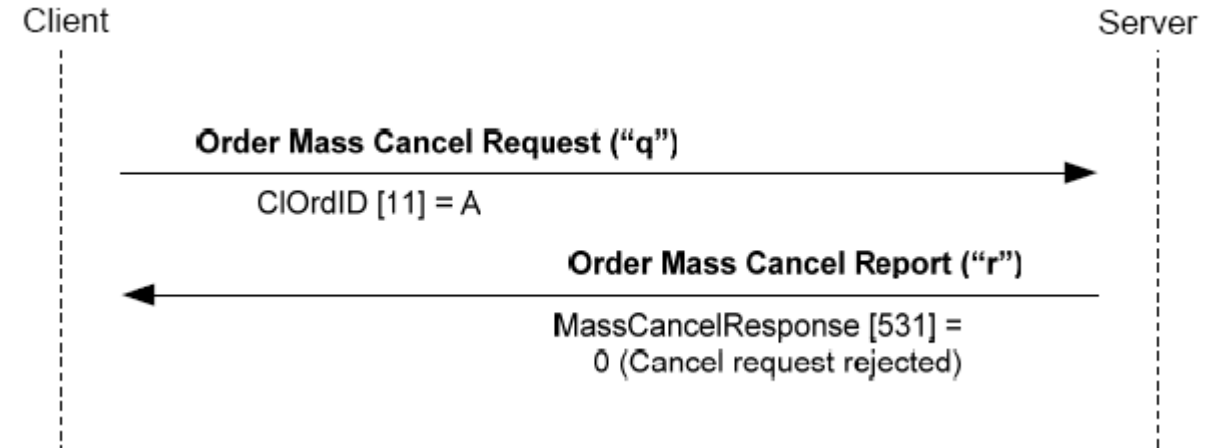 Client
Server
Order Mass Cancel Request (“q”)
ClOrdID [11] = A
Order Mass Cancel Report (“r”)
MassCancelResponse [531] =
0 (Cancel request rejected)